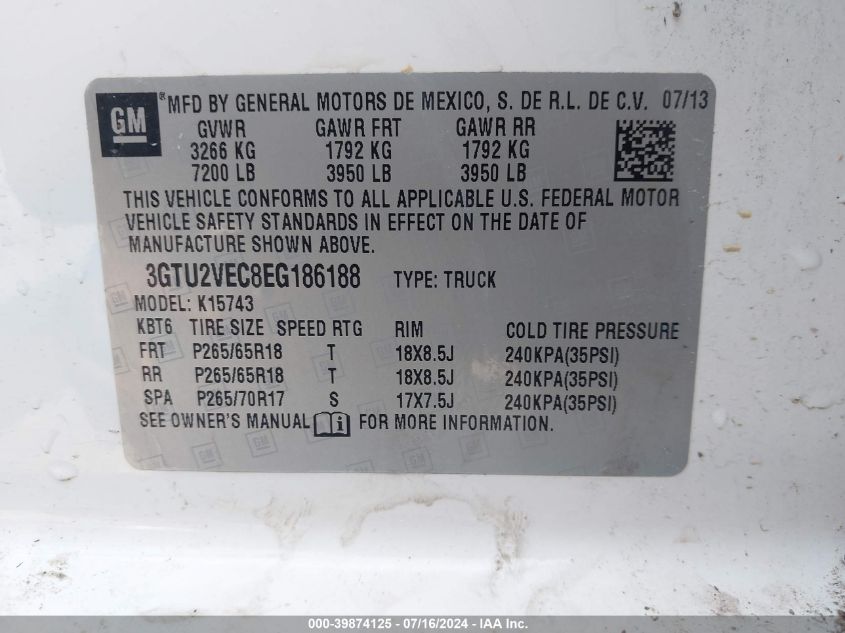 GM
® MFD BY GENERAL MOTORS DE MEXICO, S. DE R.L. DE C.V. 07/13
GVWR GAWR FRT GAWR RR
3266 KG 1792 KG 1792 KG
7200 LB 3950 LB 3950 LB
THIS VEHICLE CONFORMS TO ALL APPLICABLE U.S. FEDERAL MOTOR
VEHICLE SAFETY STANDARDS IN EFFECT ON THE DATE OF
MANUFACTURE SHOWN ABOVE.
3GTU2VEC8EG186188 TYPE: TRUCK
MODEL: K15743
KBT6 TIRE SIZE SPEED RTG RIM COLD TIRE PRESSURE
FRT P265/65R18 T 18X8.5J 240KPA(35PSI)
RR P265/65R18 T 18X8.5J 240KPA(35PSI)
SPA P265/70R17 S 17X7.5J 240KPA(35PSI)
SEE OWNER'S MANUAL i FOR MORE INFORMATION.
000-39874125 - 07/16/2024 - IAA Inc.